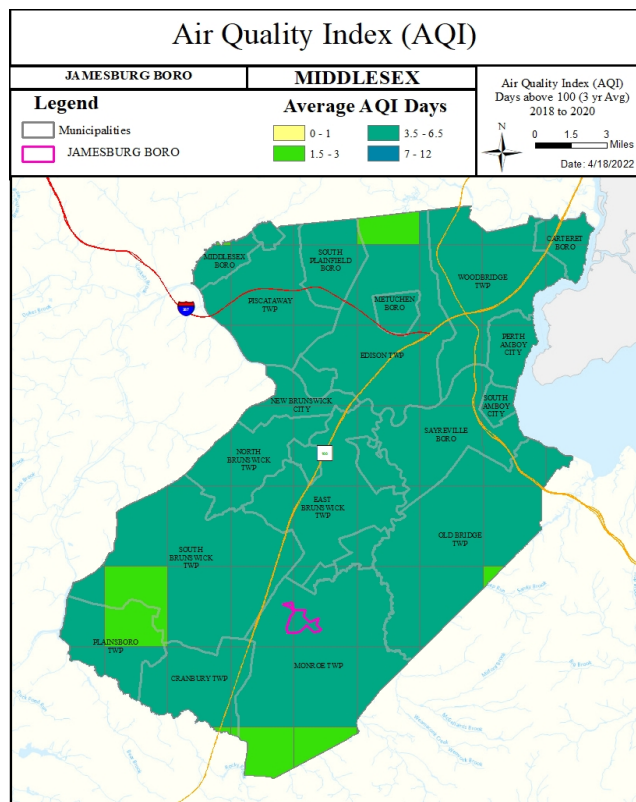 Air Quality Index (AQI)
JAMESBURG BORO
MIDDLESEX
Legend
Municipalities
JAMESBURG BORO
Average AQI Days
0 - 1
1.5 - 3
3.5 - 6.5
7 - 12
Air Quality Index (AQI)
Days above 100 (3 yr Avg)
2018 to 2020
N
0 1.5 3
Miles
Date: 4/18/2022
MIDDLESEX
BORO
SOUTH
PLAINFIELD
BORO
CARTERET
BORO
WOODBRIDGE
TWP
PISCATAWAY
TWP
METUCHEN
BORO
PERTH
AMBOY
CITY
EDISON TWP
NEW BRUNSWICK
CITY
SOUTH
AMBOY
CITY
SAYREVILLE
BORO
NORTH
BRUNSWICK
TWP
EAST
BRUNSWICK
TWP
OLD BRIDGE
TWP
SOUTH
BRUNSWICK
TWP
PLAINSBORO
TWP
CRANBURY TWP
MONROE TWP